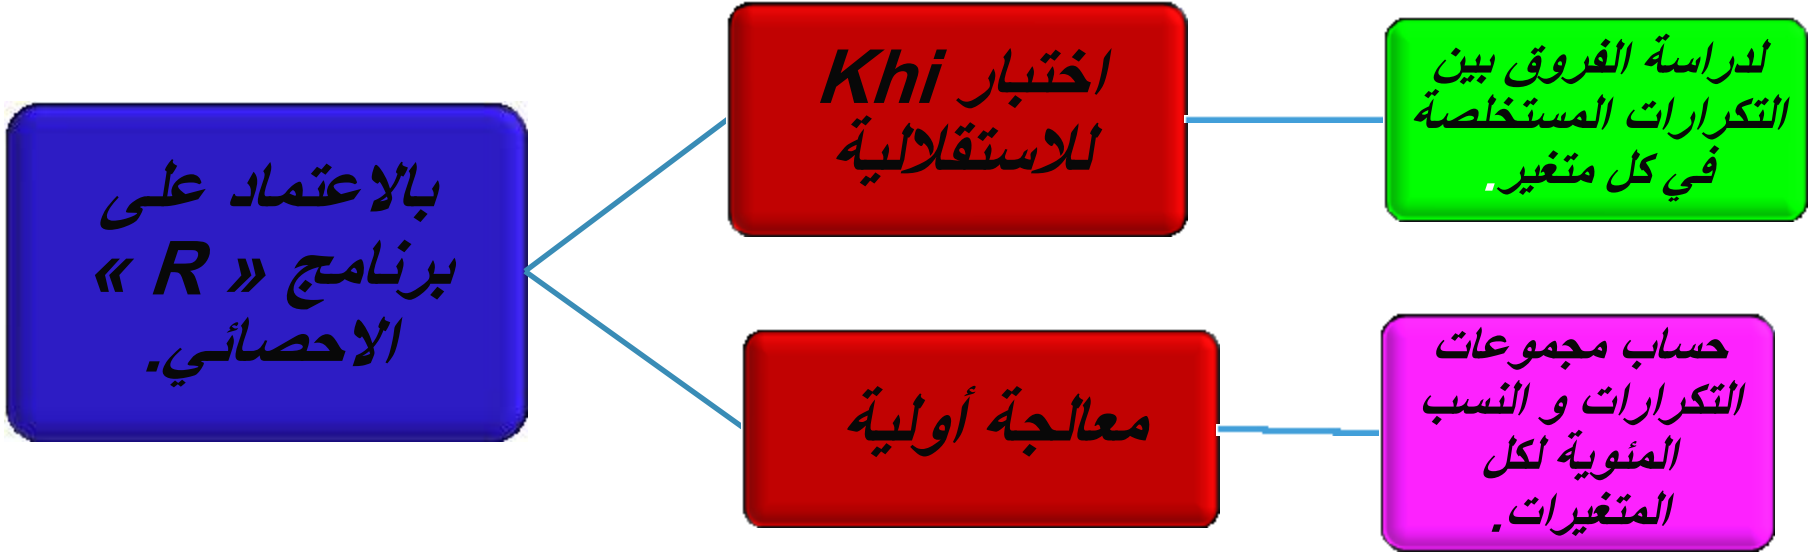 بالاعتماد على
برنامج « R »
الاحصائي.
اختبار Khi
للاستقلالية
لدراسة الفروق بين
التكرارات المستخلصة
في كل متغير.
معالجة أولية
حساب مجموعات
التكرارات و النسب
المئوية لكل
المتغيرات.